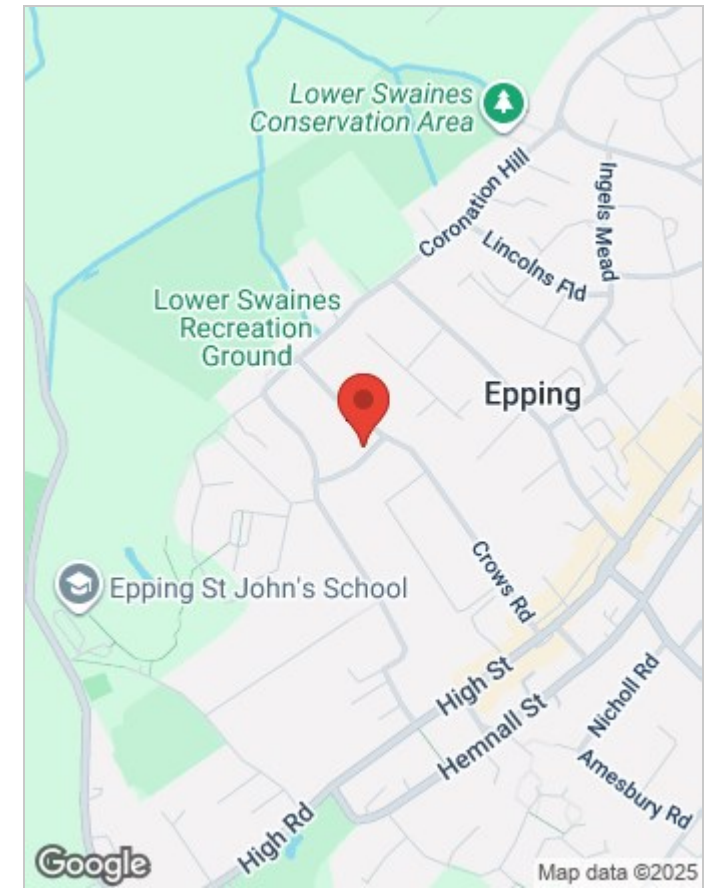 Lower Swaines
Conservation Area
Coronation Hill
Ingels Mead
Lincolns Fld
Lower Swaines
Recreation
Ground
Epping
Crows Rd
Epping St John's School
High St
Hemnall St
Nicholl Rd
Amesbury Rd
High Rd
Google
Map data ©2025